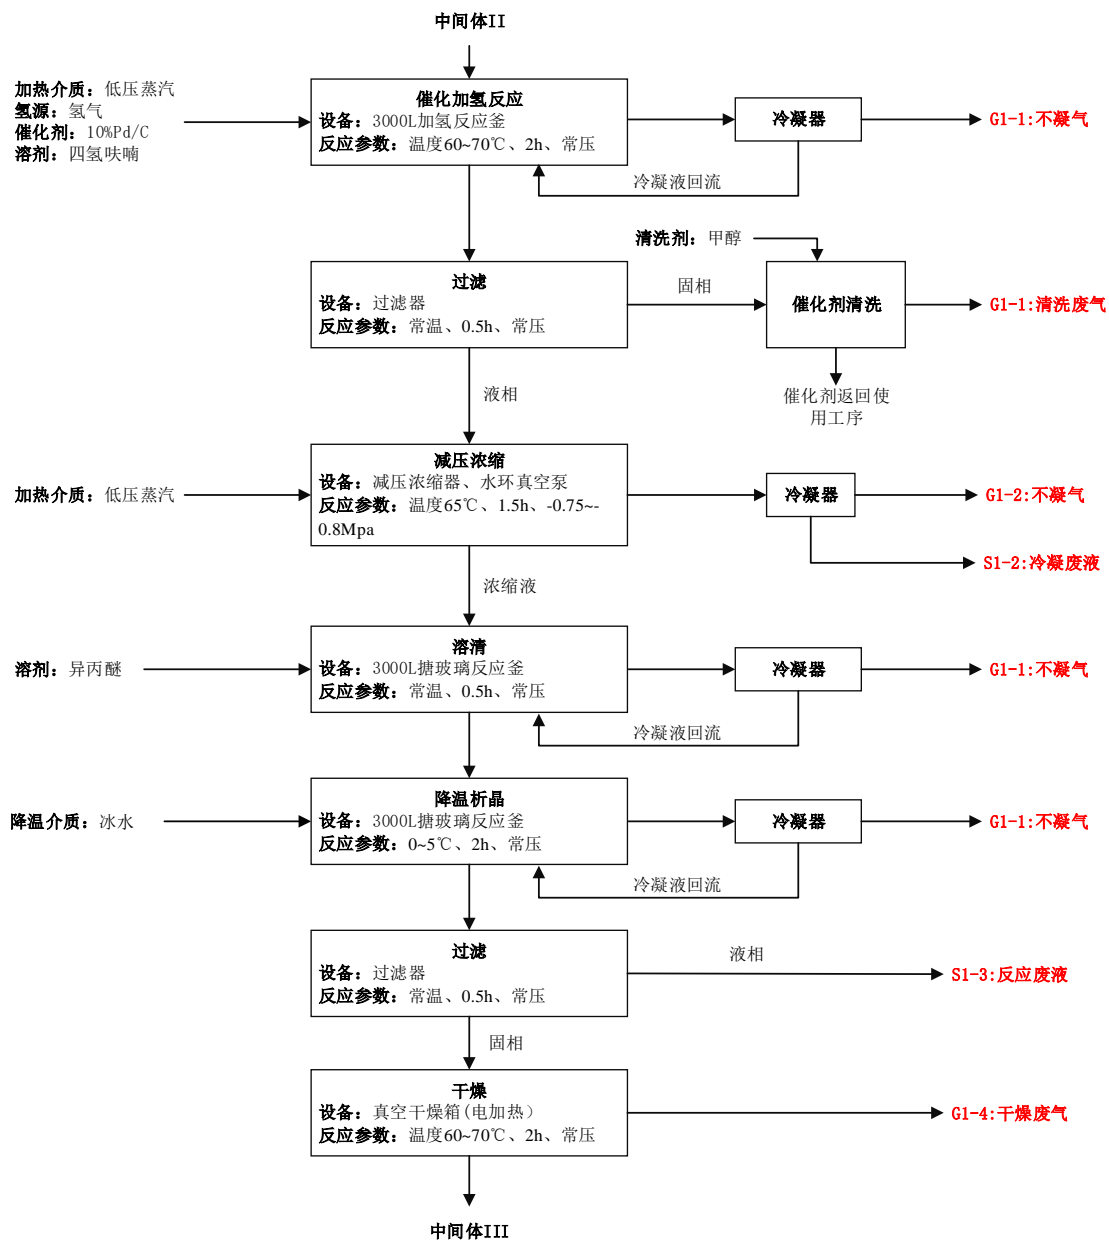 中间体II
加热介质：低压蒸汽
氢源：氢气
催化剂：10%Pd/C
溶剂：四氢呋喃
催化加氢反应
设备：3000L加氢反应釜
反应参数：温度60~70℃、2h、常压
冷凝器
G1-1:不凝气
冷凝液回流
清洗剂：甲醇
过滤
设备：过滤器
反应参数：常温、0.5h、常压
固相
催化剂清洗
G1-1:清洗废气
液相
催化剂返回使
用工序
加热介质：低压蒸汽
减压浓缩
设备：减压浓缩器、水环真空泵
反应参数：温度65℃、1.5h、-0.75~-
0.8Mpa
冷凝器
G1-2:不凝气
S1-2:冷凝废液
浓缩液
溶剂：异丙醚
溶清
设备：3000L搪玻璃反应釜
反应参数：常温、0.5h、常压
冷凝器
G1-1:不凝气
冷凝液回流
降温介质：冰水
降温析晶
设备：3000L搪玻璃反应釜
反应参数：0~5℃、2h、常压
冷凝器
G1-1:不凝气
冷凝液回流
过滤
设备：过滤器
反应参数：常温、0.5h、常压
液相
S1-3:反应废液
固相
干燥
设备：真空干燥箱(电加热）
反应参数：温度60~70℃、2h、常压
G1-4:干燥废气
中间体III